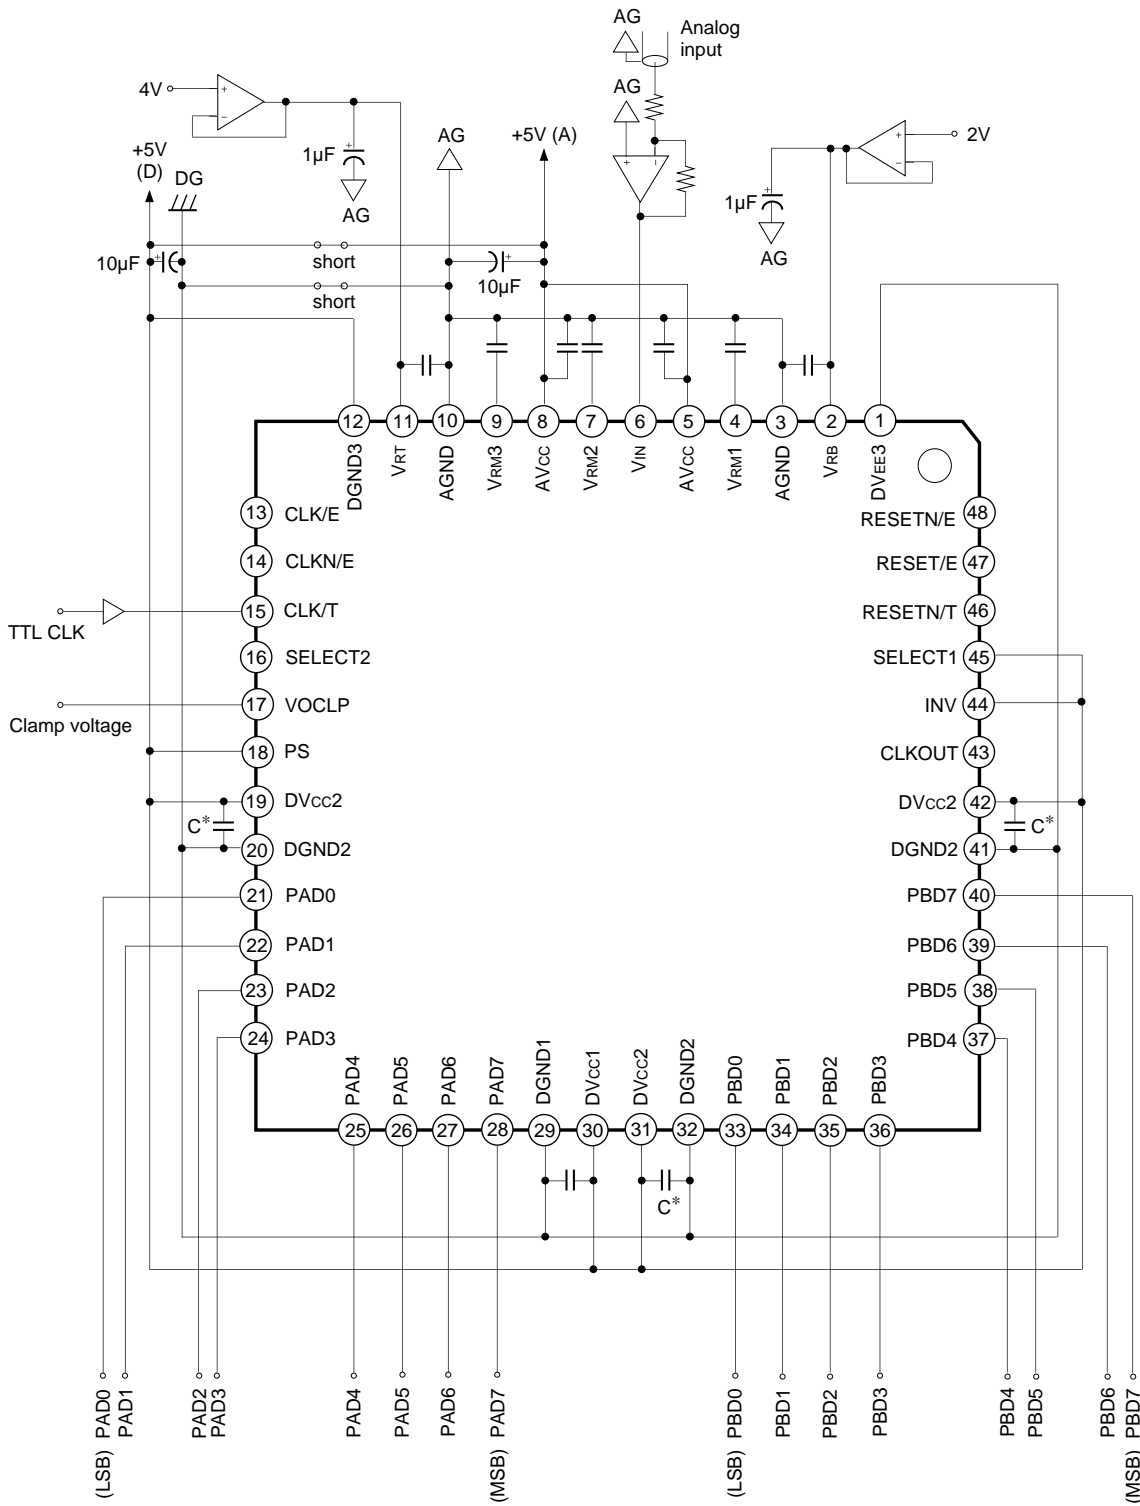 AG
Analog
input
4V
AG
AG
+5V (A)
2V
+5V
(D)
DG
1µF
AG
1µF
AG
10µF
short
10µF
short
12
11
10
9
8
7
6
5
4
3
2
1
DGND3
VRT
AGND
VRM3
AVCC
VRM2
VIN
AVCC
VRM1
AGND
VRB
DVEE3
13
CLK/E
RESETN/E
48
14
CLKN/E
RESET/E
47
15
CLK/T
RESETN/T
46
TTL CLK
16
SELECT2
SELECT1
45
17
VOCLP
INV
44
Clamp voltage
18
PS
CLKOUT
43
19
DVCC2
DVCC2
42
C*
C*
20
DGND2
DGND2
41
21
PAD0
PBD7
40
22
PAD1
PBD6
39
23
PAD2
PBD5
38
24
PAD3
PBD4
37
PAD4
PAD5
PAD6
PAD7
DGND1
DVCC1
DVCC2
DGND2
PBD0
PBD1
PBD2
PBD3
25
26
27
28
29
30
31
32
33
34
35
36
C*
(LSB) PAD0
PAD1
PAD2
PAD3
PAD4
PAD5
PAD6
(MSB) PAD7
(LSB) PBD0
PBD1
PBD2
PBD3
PBD4
PBD5
PBD6
(MSB) PBD7